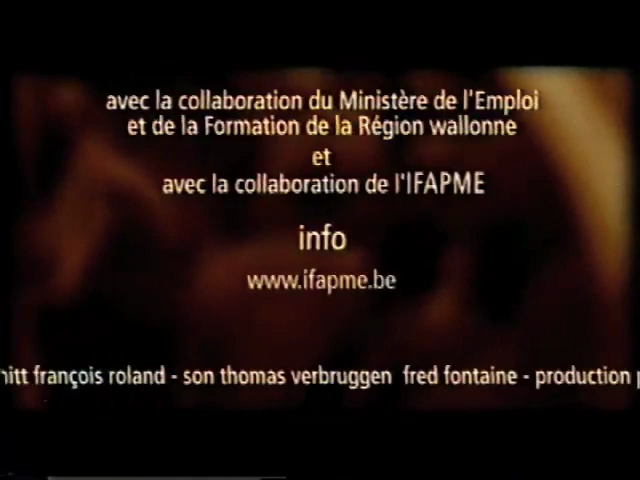 avec la collaboration du Ministère de l'Emploi
et de la Formation de la Région wallonne
et
avec la collaboration de l'IFAPME
info
www.ifapme.be
françois roland - son thomas verbruggen fred fontaine - production